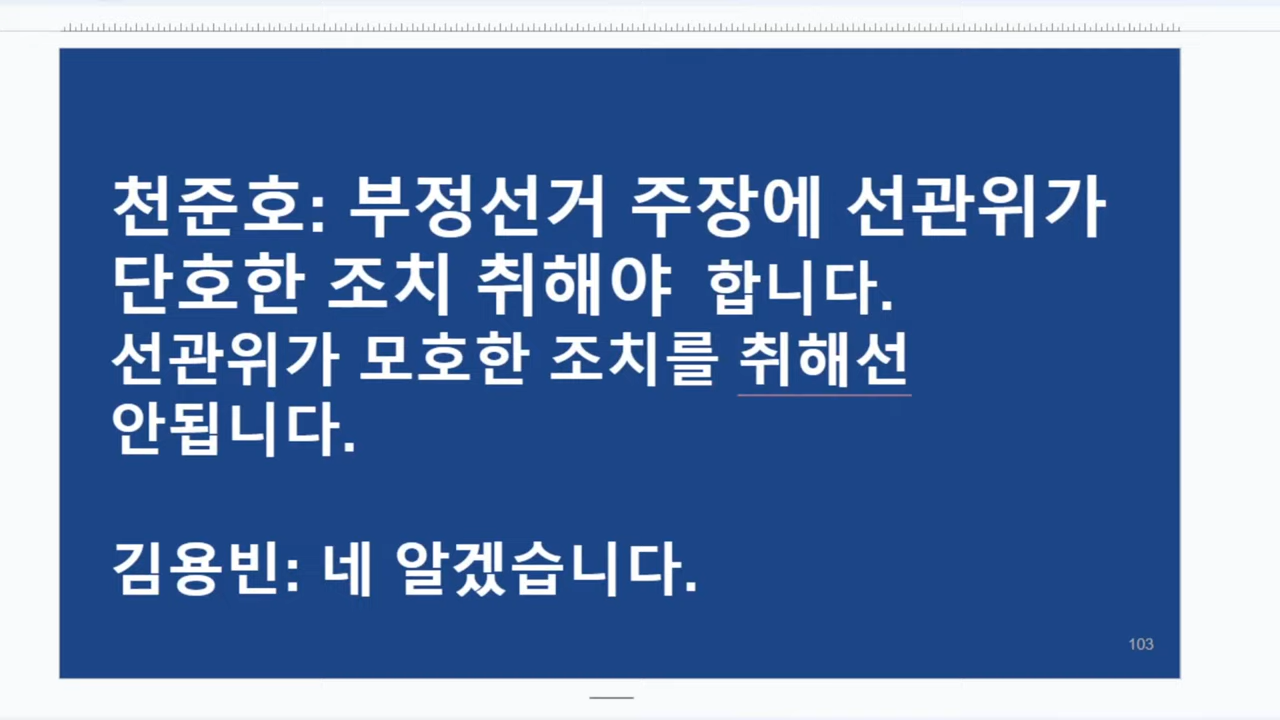 천준호: 부정선거 주장에 선관위가
단호한 조치 취해야 합니다.
선관위가 모호한 조치를 취해선
안됩니다.
김용빈: 네 알겠습니다.
103